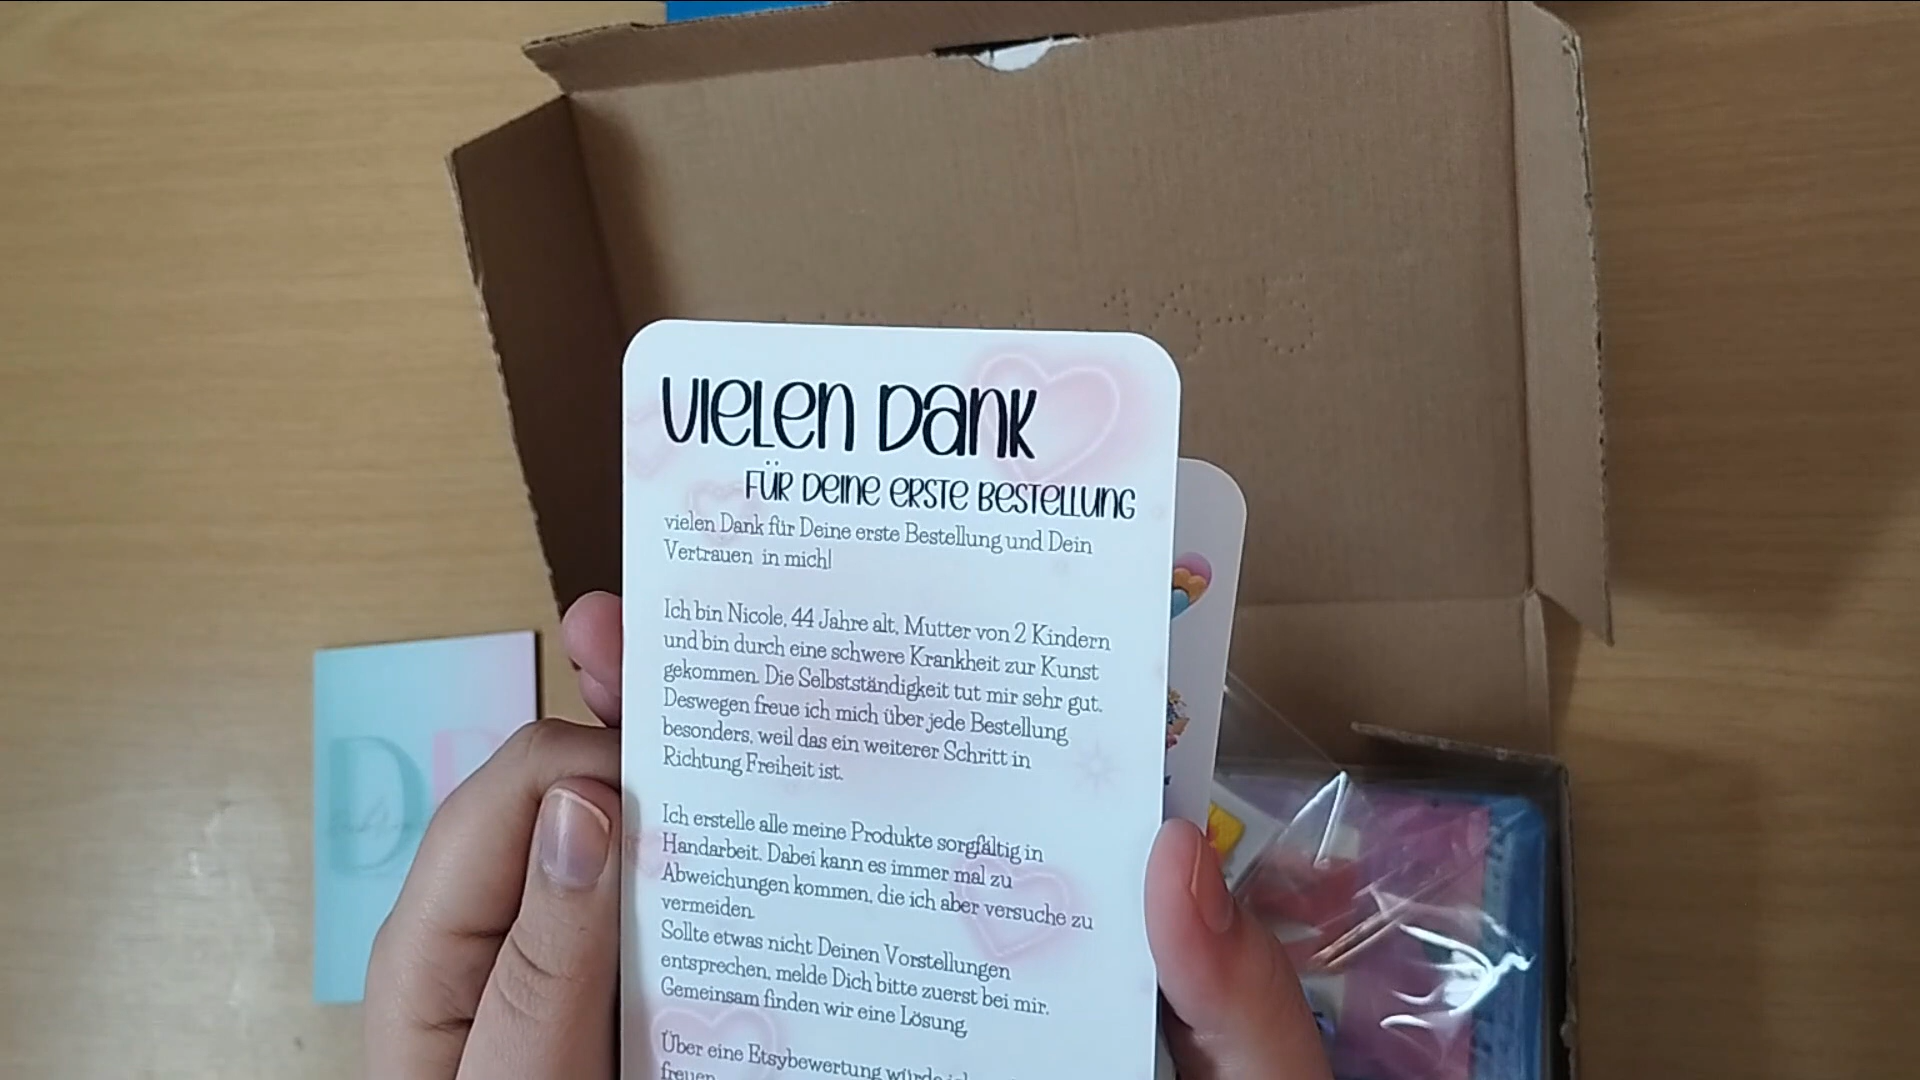 VIELEN DANK
FÜR DEINE ERSTE BESTELLUNG
vielen Dank für Deine erste Bestellung und Dein
Vertrauen in mich!
Ich bin Nicole, 44 Jahre alt, Mutter von 2 Kindern
und bin durch eine schwere Krankheit zur Kunst
gekommen. Die Selbstständigkeit tut mir sehr gut.
Deswegen freue ich mich über jede Bestellung
besonders, weil das ein weiterer Schritt in
Richtung Freiheit ist.
Ich erstelle alle meine Produkte sorgfältig in
Handarbeit. Dabei kann es immer mal zu
Abweichungen kommen, die ich aber versuche zu
vermeiden.
Sollte etwas nicht Deinen Vorstellungen
entsprechen, melde Dich bitte zuerst bei mir.
Gemeinsam finden wir eine Lösung.
Über eine Etsybewertung würde
freuen
D